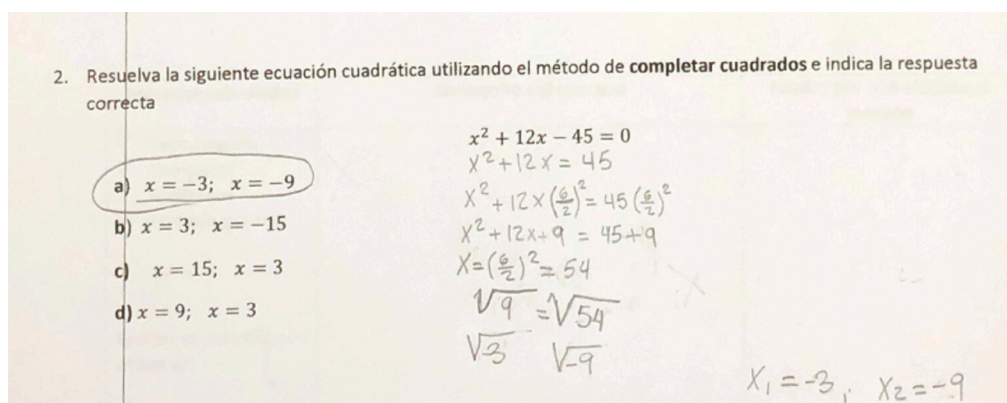 2. Resuelva la siguiente ecuación cuadrática utilizando el método de completar cuadrados e indica la respuesta
correcta
x² + 12x − 45 = 0
x² + 12x = 45
a) x = −3; x = −9
x² + 12x (6/2)² = 45 (6/2)²
b) x = 3; x = −15
x² + 12x + 9 = 45 + 9
c) x = 15; x = 3
x = (6/2)² = 54
d) x = 9; x = 3
√9 = √54
√3 √-9
x₁ = -3, x₂ = -9